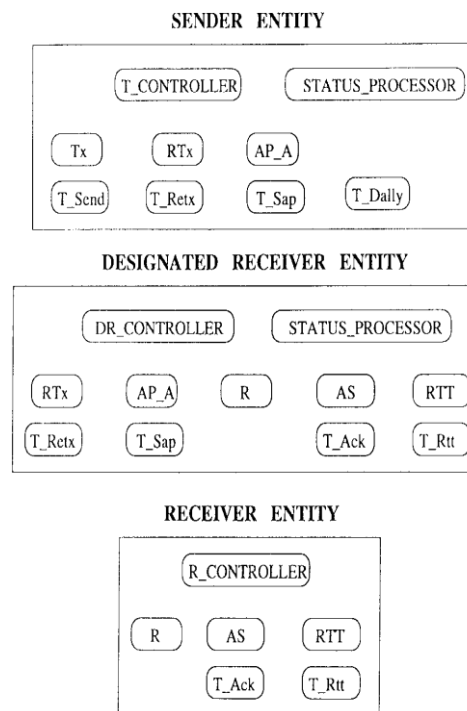 SENDER ENTITY
T_CONTROLLER STATUS_PROCESSOR
Tx RTx AP_A
T_Send T_Retx T_Sap T_Dally
DESIGNATED RECEIVER ENTITY
DR_CONTROLLER STATUS_PROCESSOR
RTx AP_A R AS RTT
T_Retx T_Sap T_Ack T_Rtt
RECEIVER ENTITY
R_CONTROLLER
R AS RTT
T_Ack T_Rtt